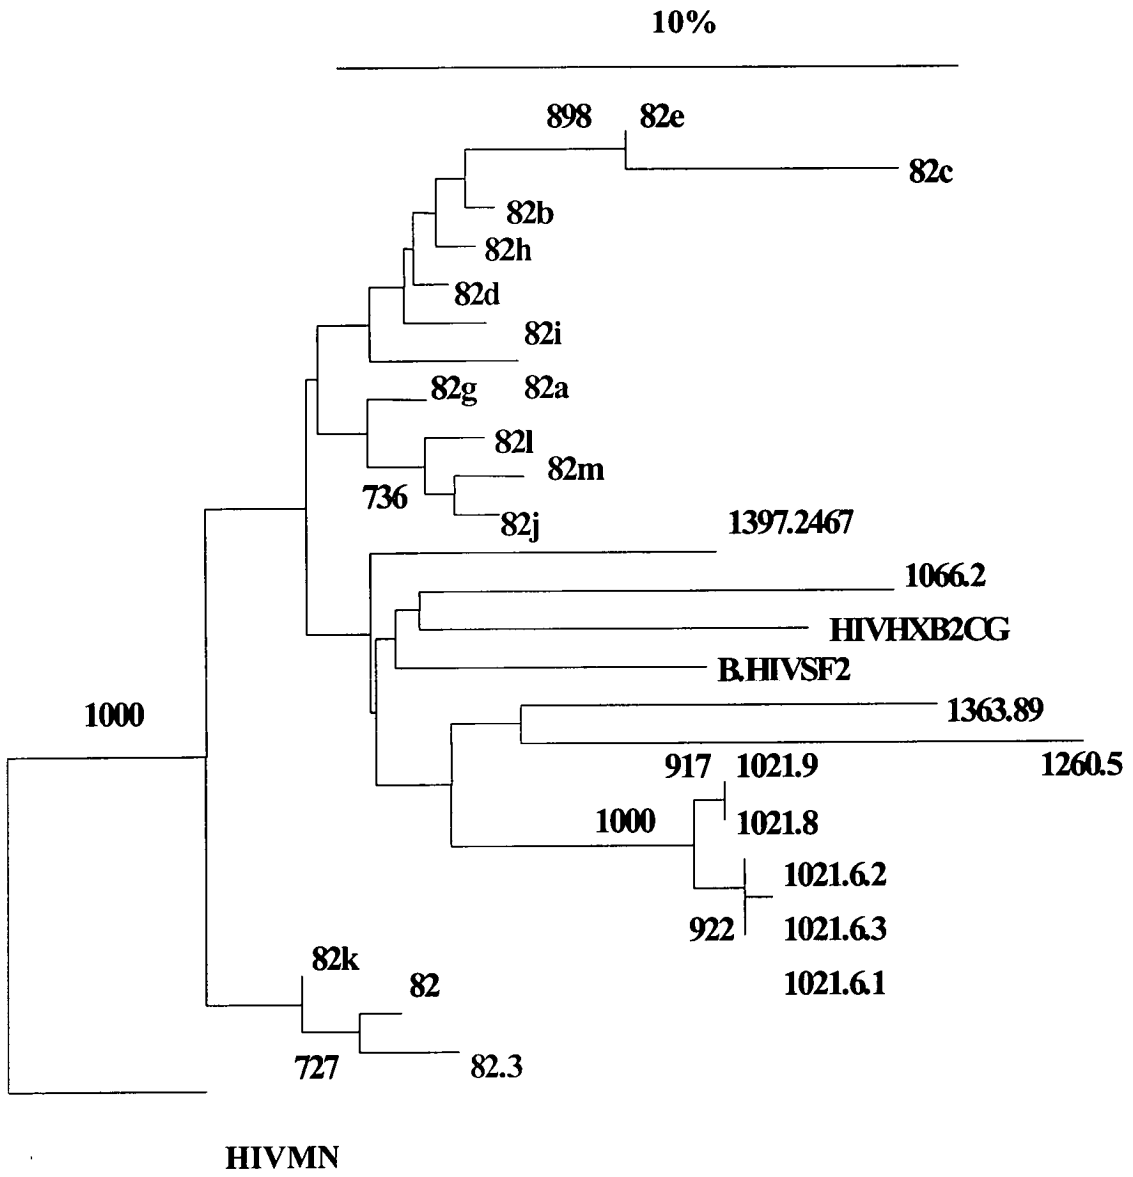 10%
898 82e
82c
82b
82h
82d
82i
82g 82a
82l
82m
736
82j 1397.2467
1066.2
HIVHXB2CG
B.HIVSF2
1000 1363.89
917 1021.9 1260.5
1000 1021.8
1021.6.2
922 1021.6.3
82k
82 1021.6.1
727 82.3
HIVMN